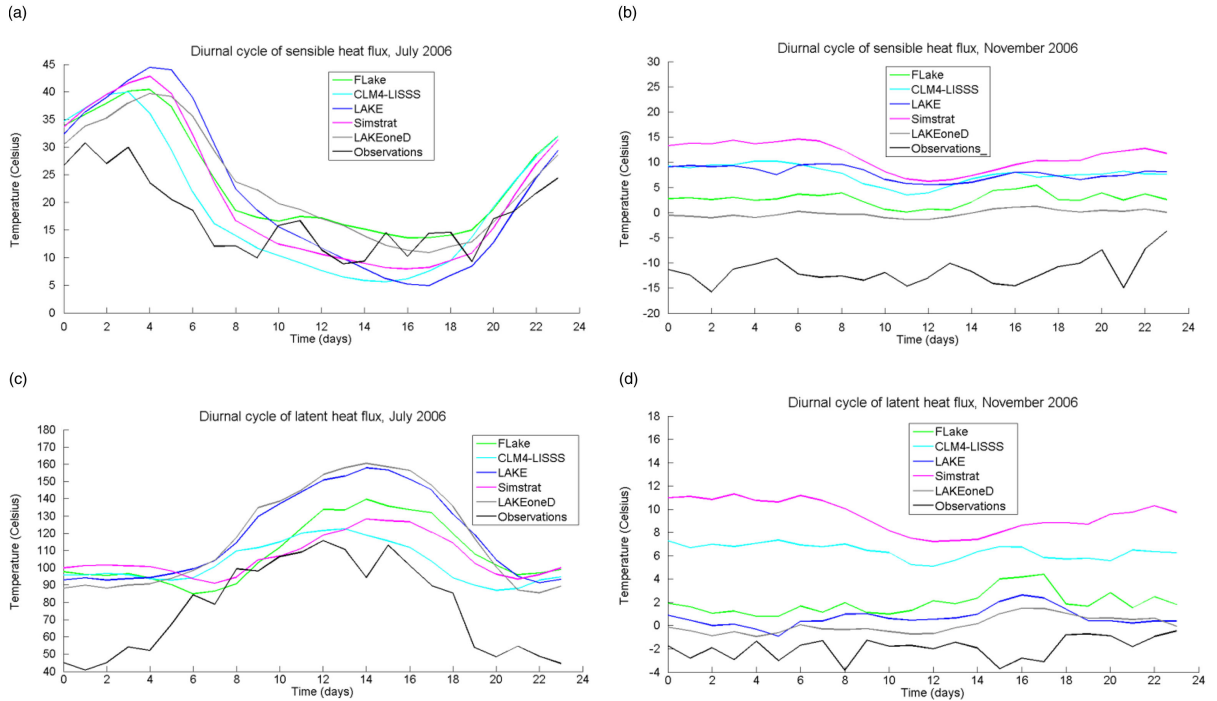 (a)
Diurnal cycle of sensible heat flux, July 2006
45
40
35
30
25
20
15
10
5
0
Temperature (Celsius)
FLake
CLM4-LISSS
LAKE
Simstrat
LAKEoneD
Observations
0 2 4 6 8 10 12 14 16 18 20 22 24
Time (days)
(b)
Diurnal cycle of sensible heat flux, November 2006
30
25
20
15
10
5
0
-5
-10
-15
-20
Temperature (Celsius)
FLake
CLM4-LISSS
LAKE
Simstrat
LAKEoneD
Observations_
0 2 4 6 8 10 12 14 16 18 20 22 24
Time (days)
(c)
Diurnal cycle of latent heat flux, July 2006
180
170
160
150
140
130
120
110
100
90
80
70
60
50
40
Temperature (Celsius)
FLake
CLM4-LISSS
LAKE
Simstrat
LAKEoneD
Observations
0 2 4 6 8 10 12 14 16 18 20 22 24
Time (days)
(d)
Diurnal cycle of latent heat flux, November 2006
18
16
14
12
10
8
6
4
2
0
-2
-4
Temperature (Celsius)
FLake
CLM4-LISSS
LAKE
Simstrat
LAKEoneD
Observations
0 2 4 6 8 10 12 14 16 18 20 22 24
Time (days)